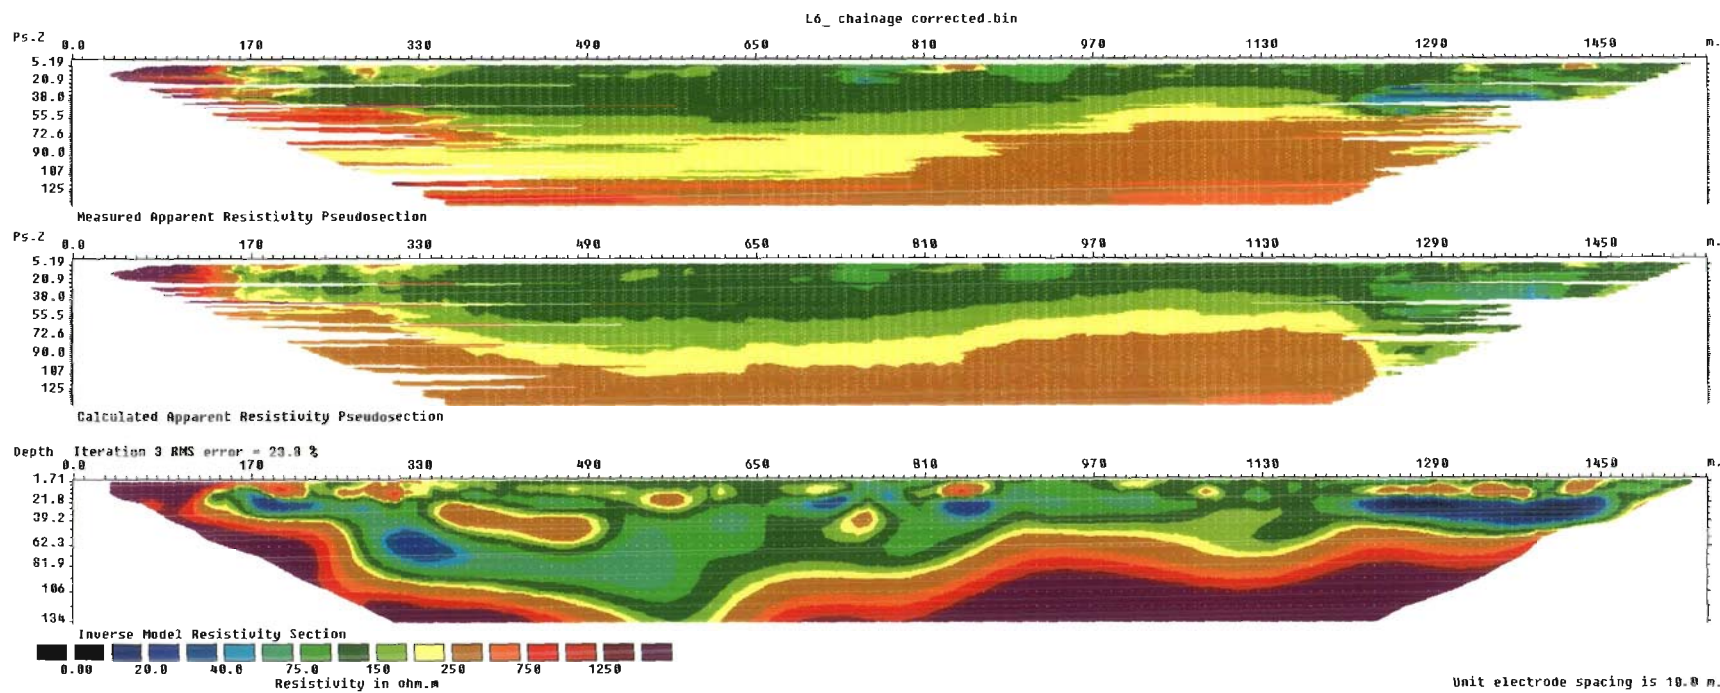 L6_ chainage corrected.bin
Ps.Z 0.0 170 330 490 650 810 970 1130 1290 1450 m.
5.19
20.9
38.0
55.5
72.6
90.0
107
125
Measured Apparent Resistivity Pseudosection
Ps.Z 0.0 170 330 490 650 810 970 1130 1290 1450 m.
5.19
20.9
38.0
55.5
72.6
90.0
107
125
Calculated Apparent Resistivity Pseudosection
Depth Iteration 3 RMS error = 23.8 %
0.0 170 330 490 650 810 970 1130 1290 1450 m.
1.71
21.8
39.2
62.3
81.9
106
134
Inverse Model Resistivity Section
0.00 20.0 40.0 75.0 150 250 750 1250
Resistivity in ohm.m
Unit electrode spacing is 10.0 m.